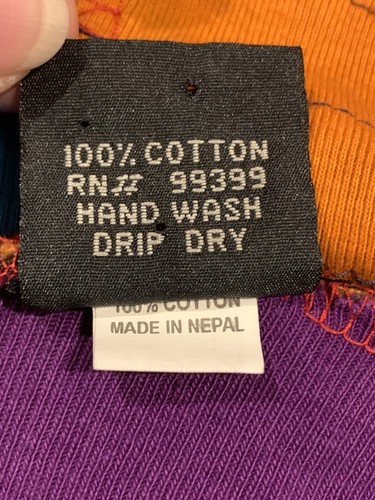 100% COTTON
RN# 99399
HAND WASH
DRIP DRY
100% COTTON
MADE IN NEPAL